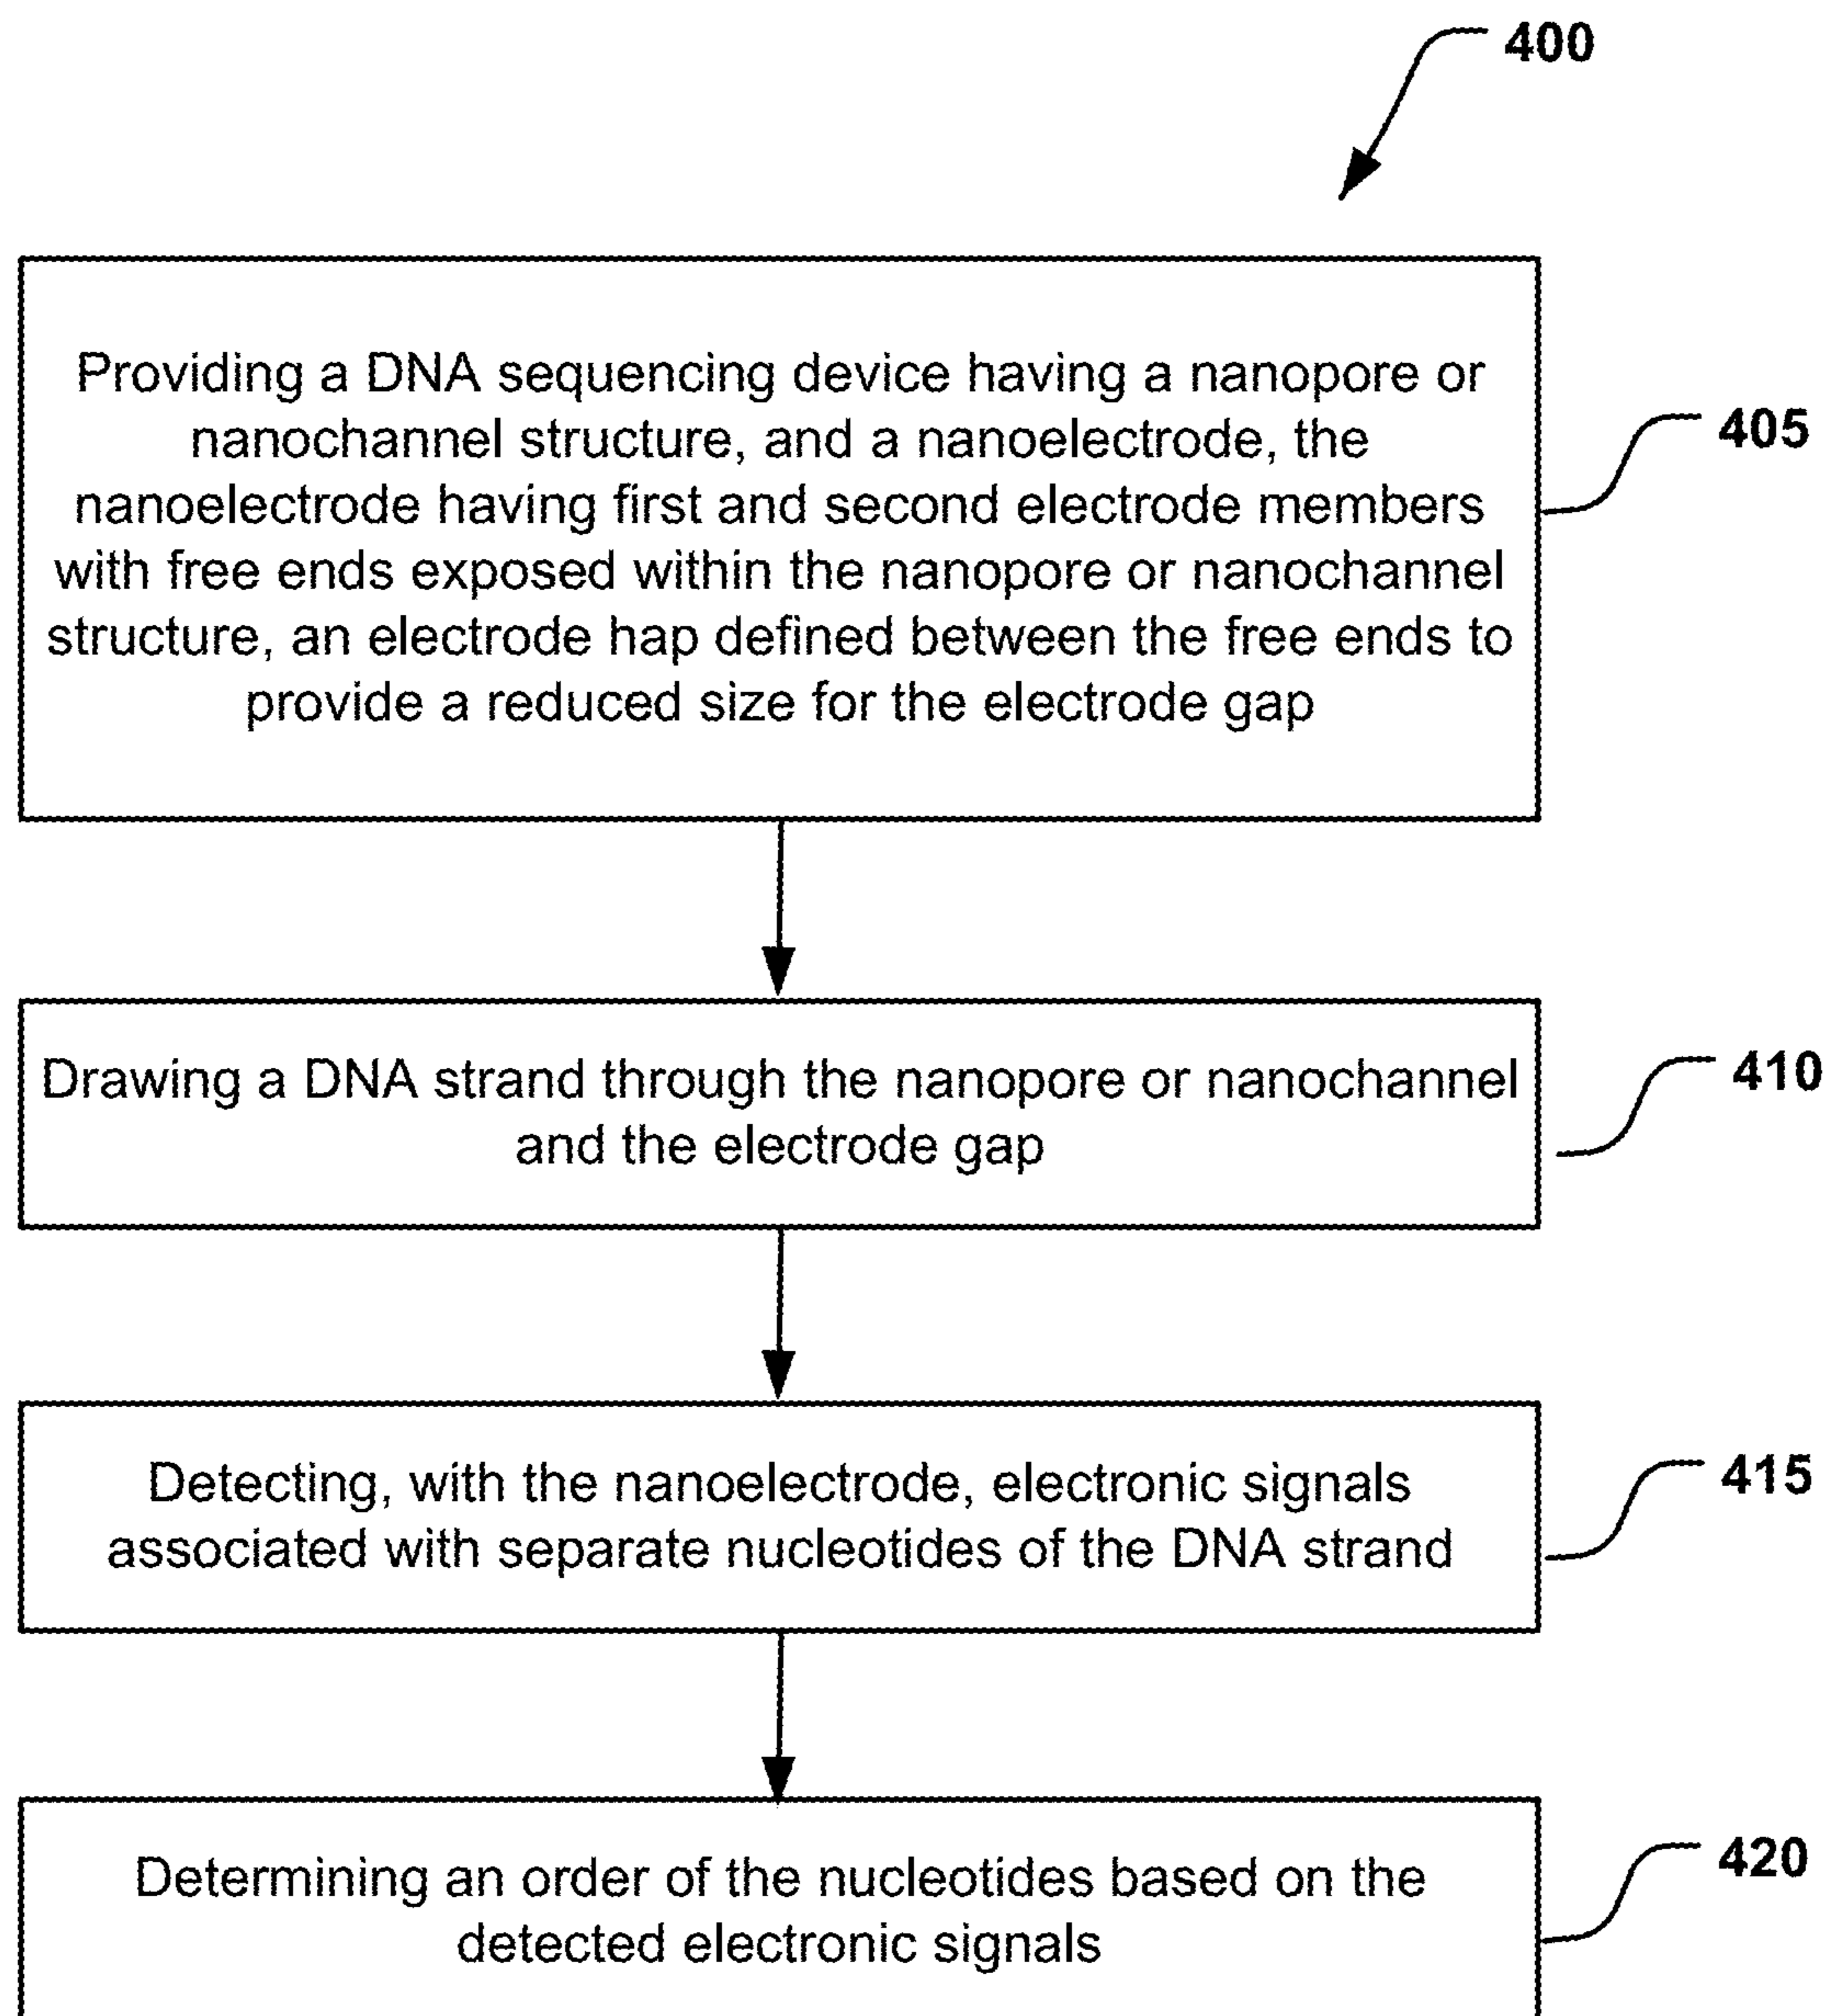 400
Providing a DNA sequencing device having a nanopore or
nanochannel structure, and a nanoelectrode, the
nanoelectrode having first and second electrode members
with free ends exposed within the nanopore or nanochannel
structure, an electrode hap defined between the free ends to
provide a reduced size for the electrode gap
405
Drawing a DNA strand through the nanopore or nanochannel
and the electrode gap
410
Detecting, with the nanoelectrode, electronic signals
associated with separate nucleotides of the DNA strand
415
Determining an order of the nucleotides based on the
detected electronic signals
420